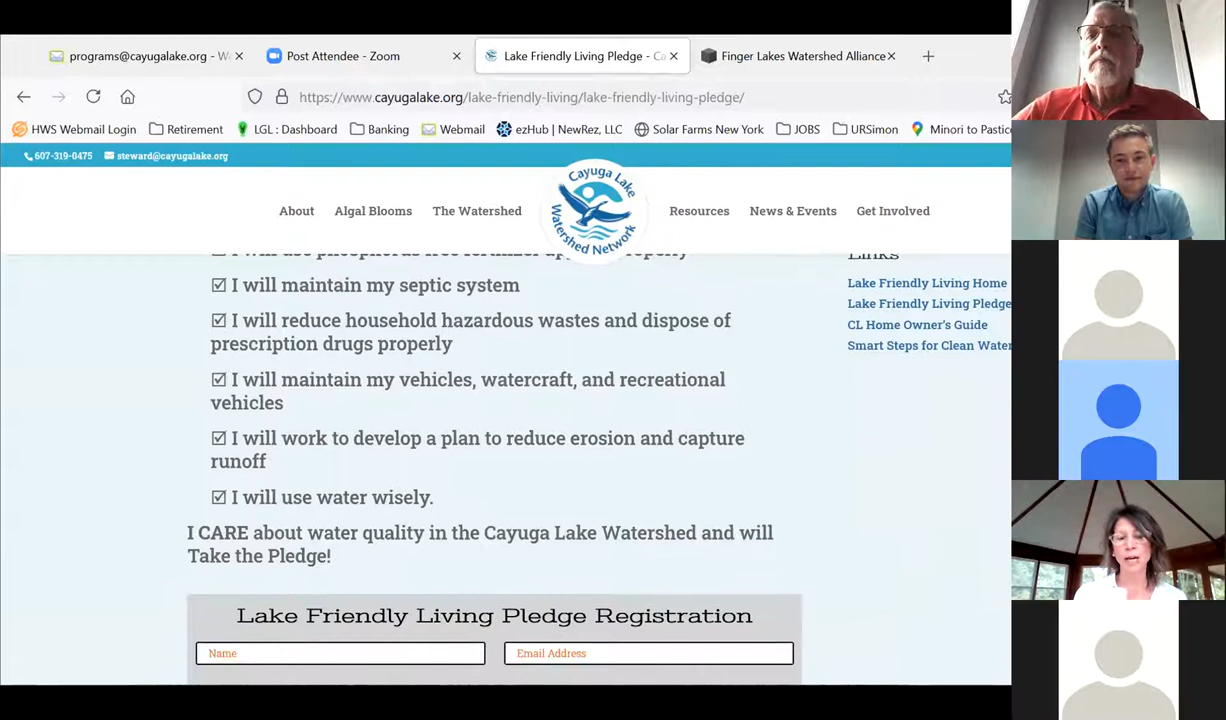 programs@cayugalake.org - W
Post Attendee - Zoom
Lake Friendly Living Pledge - Ca
Finger Lakes Watershed Alliance
https://www.cayugalake.org/lake-friendly-living/lake-friendly-living-pledge/
HWS Webmail Login
Retirement
LGL : Dashboard
Banking
Webmail
ezHub | NewRez, LLC
Solar Farms New York
JOBS
URSimon
Minori to Pastic
607-319-0475
steward@cayugalake.org
About
Algal Blooms
The Watershed
Cayuga Lake
Watershed Network
Resources
News & Events
Get Involved
☑ I will maintain my septic system
☑ I will reduce household hazardous wastes and dispose of
prescription drugs properly
☑ I will maintain my vehicles, watercraft, and recreational
vehicles
☑ I will work to develop a plan to reduce erosion and capture
runoff
☑ I will use water wisely.
I CARE about water quality in the Cayuga Lake Watershed and will
Take the Pledge!
Links
Lake Friendly Living Home
Lake Friendly Living Pledge
CL Home Owner's Guide
Smart Steps for Clean Water
Lake Friendly Living Pledge Registration
Name
Email Address